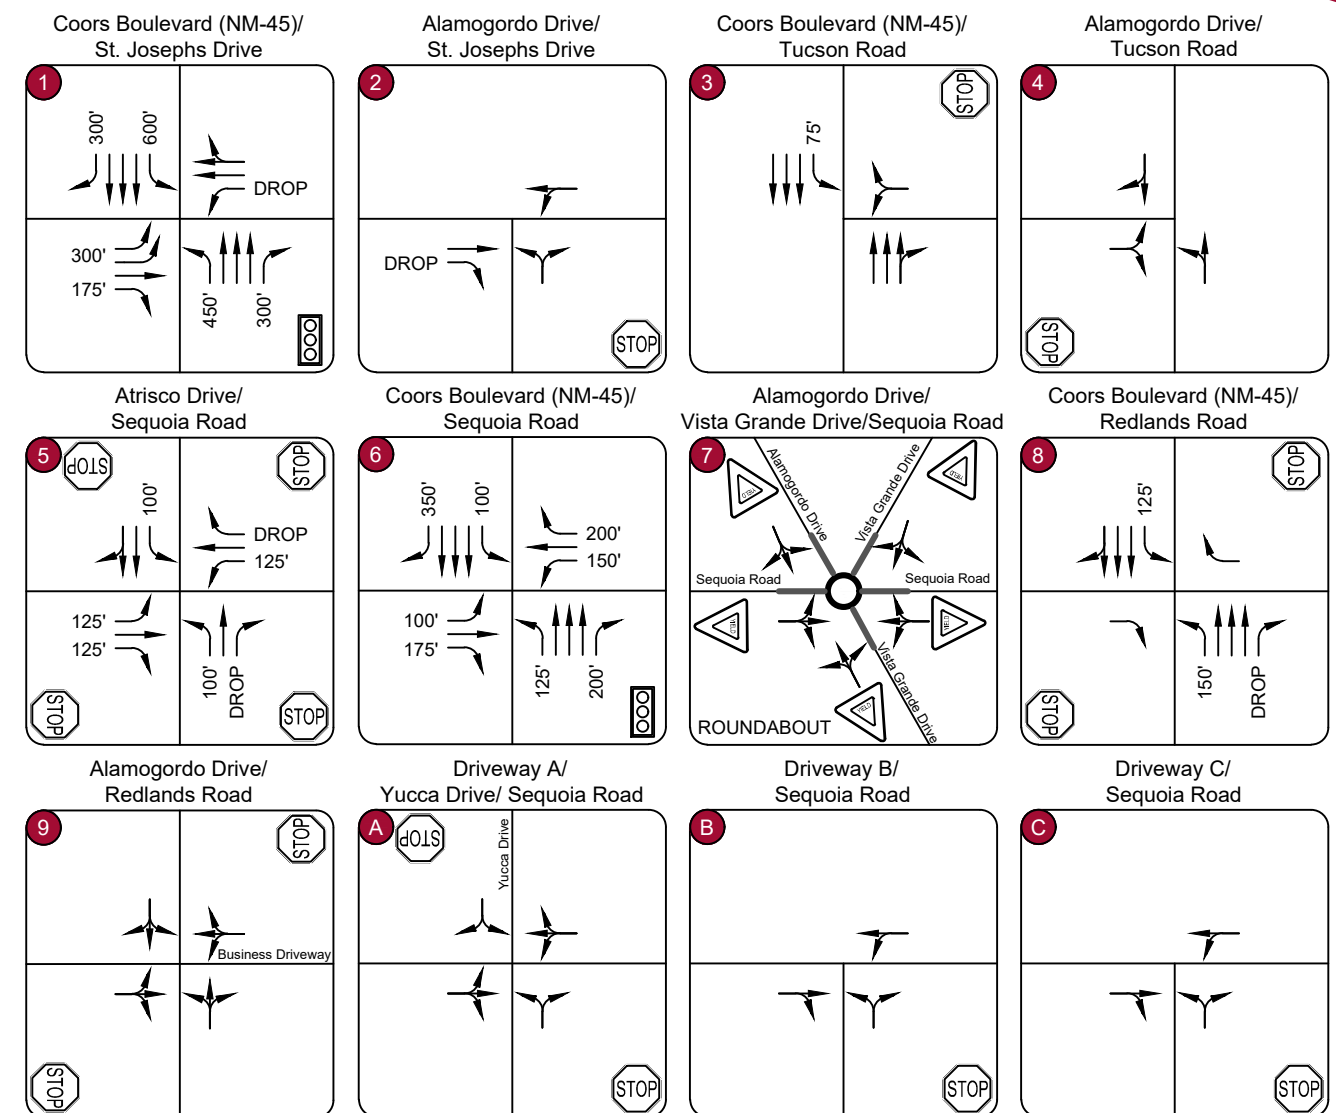 Coors Boulevard (NM-45)/
St. Josephs Drive
1
300'
600'
DROP
300'
175'
450'
300'
Alamogordo Drive/
St. Josephs Drive
2
DROP
STOP
Coors Boulevard (NM-45)/
Tucson Road
3
STOP
75'
Alamogordo Drive/
Tucson Road
4
STOP
Atrisco Drive/
Sequoia Road
5
STOP
STOP
100'
DROP
125'
125'
125'
100'
DROP
STOP
STOP
Coors Boulevard (NM-45)/
Sequoia Road
6
350'
100'
200'
150'
100'
175'
125'
200'
Alamogordo Drive/
Vista Grande Drive/Sequoia Road
7
YIELD
Alamogordo Drive
Vista Grande Drive
YIELD
Sequoia Road
Sequoia Road
YIELD
YIELD
Vista Grande Drive
YIELD
ROUNDABOUT
Coors Boulevard (NM-45)/
Redlands Road
8
STOP
125'
150'
DROP
STOP
Alamogordo Drive/
Redlands Road
9
STOP
Business Driveway
STOP
Driveway A/
Yucca Drive/ Sequoia Road
A
STOP
Yucca Drive
STOP
Driveway B/
Sequoia Road
B
STOP
Driveway C/
Sequoia Road
C
STOP